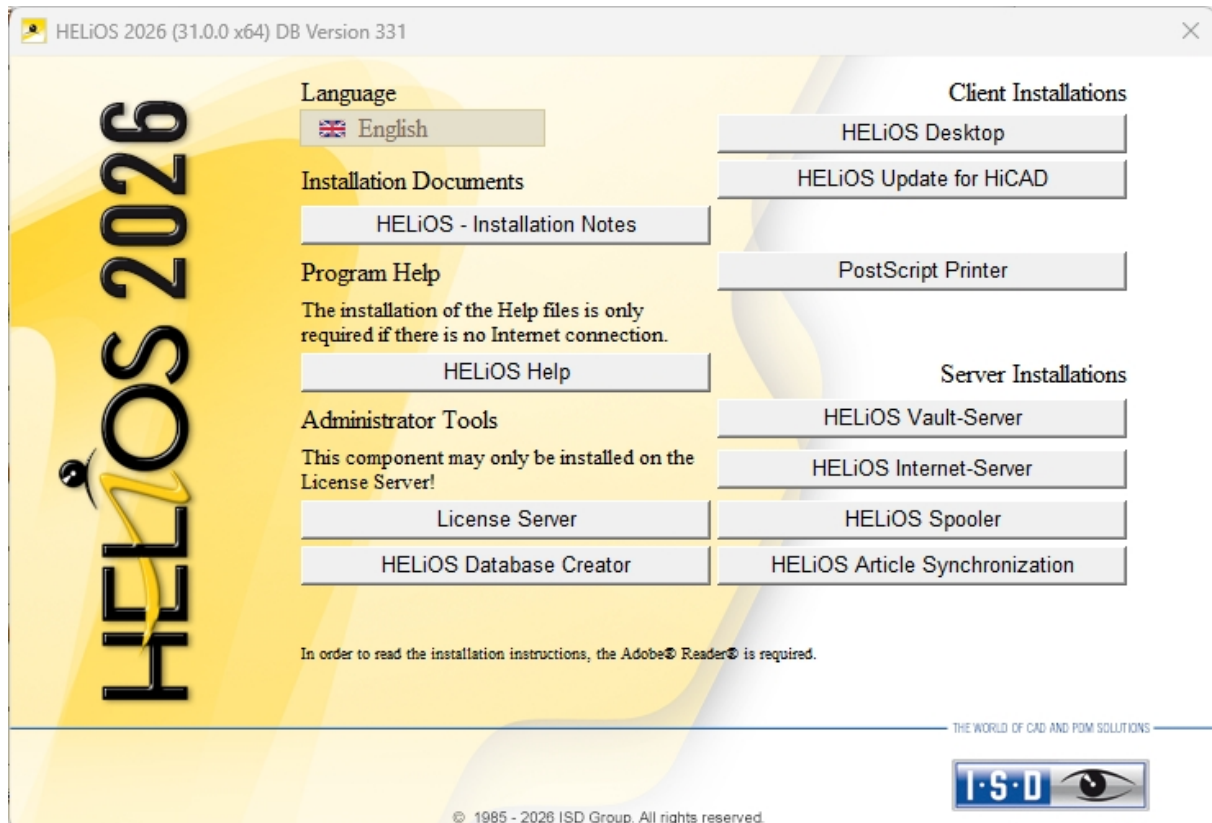 HELiOS 2026 (31.0.0 x64) DB Version 331
HELiOS 2026
Language
English
Installation Documents
HELiOS - Installation Notes
Program Help
The installation of the Help files is only
required if there is no Internet connection.
HELiOS Help
Administrator Tools
This component may only be installed on the
License Server!
License Server
HELiOS Database Creator
Client Installations
HELiOS Desktop
HELiOS Update for HiCAD
PostScript Printer
Server Installations
HELiOS Vault-Server
HELiOS Internet-Server
HELiOS Spooler
HELiOS Article Synchronization
In order to read the installation instructions, the Adobe® Reader® is required.
THE WORLD OF CAD AND PDM SOLUTIONS
I·S·D
© 1985 - 2026 ISD Group. All rights reserved.